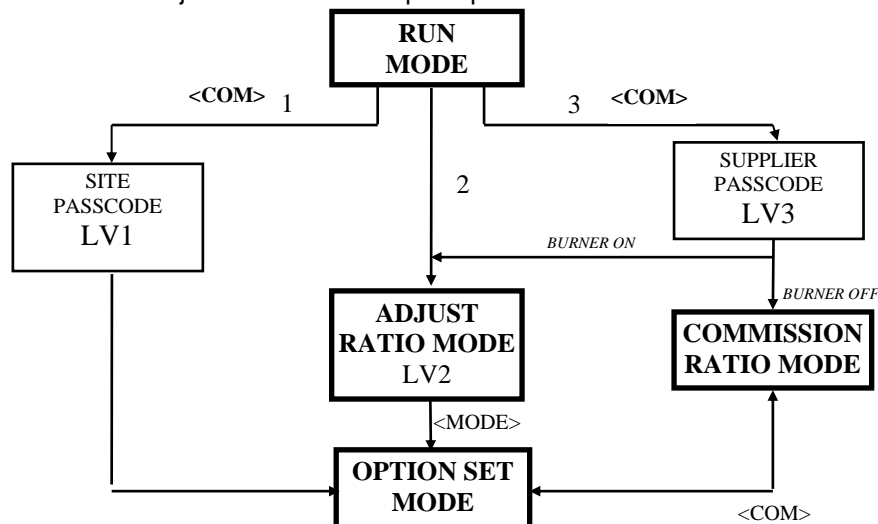 RUN
MODE
<COM> 1
3 <COM>
SITE
PASSCODE
LV1
2
SUPPLIER
PASSCODE
LV3
BURNER ON
BURNER OFF
ADJUST
RATIO MODE
LV2
COMMISSION
RATIO MODE
<MODE>
OPTION SET
MODE
<COM>